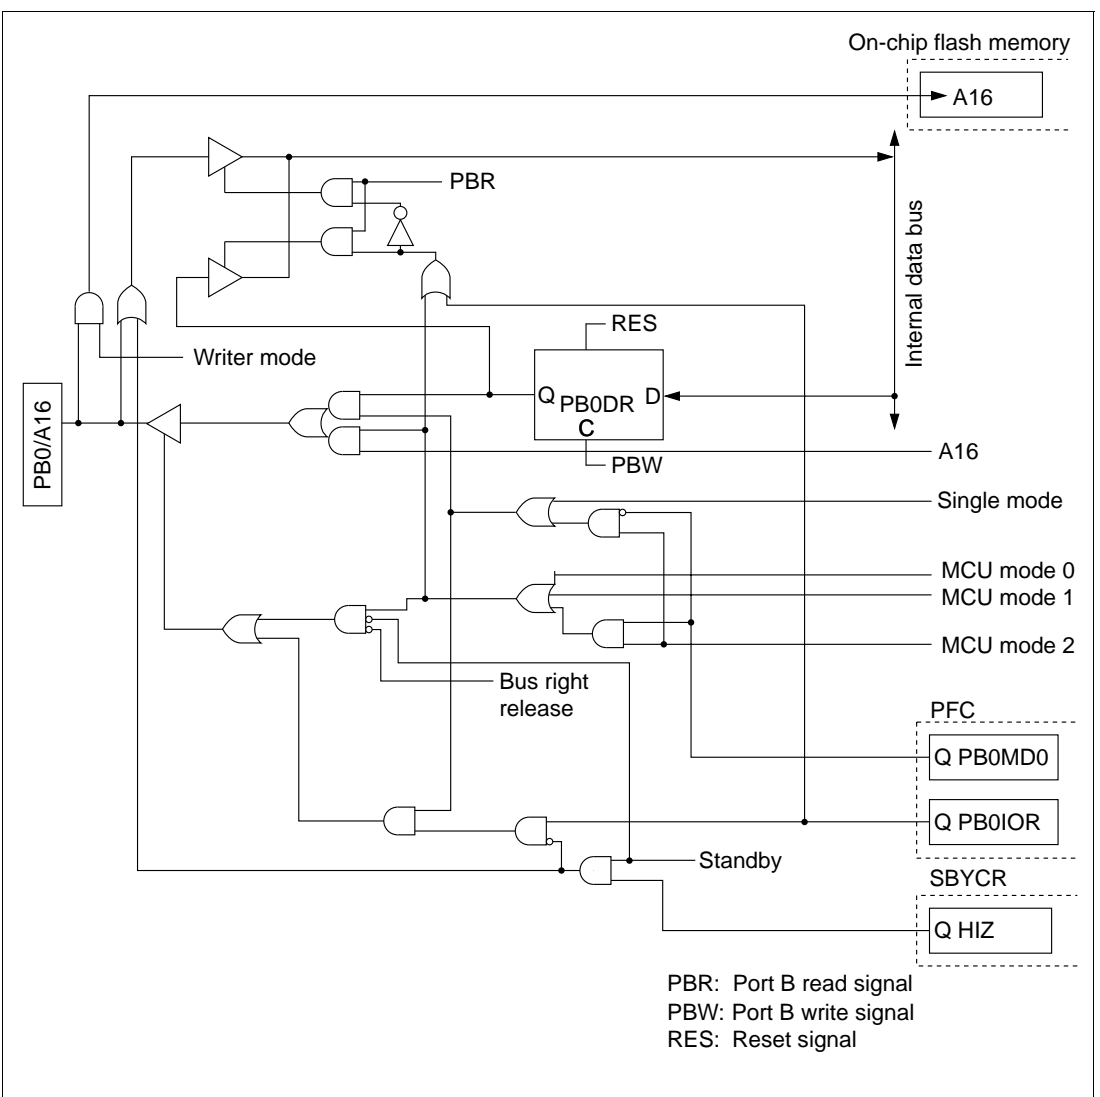 On-chip flash memory
A16
PBR
Internal data bus
RES
Writer mode
Q
PB0DR
D
C
PB0/A16
A16
PBW
Single mode
MCU mode 0
MCU mode 1
MCU mode 2
Bus right
release
PFC
Q PB0MD0
Q PB0IOR
Standby
SBYCR
Q HIZ
PBR: Port B read signal
PBW: Port B write signal
RES: Reset signal